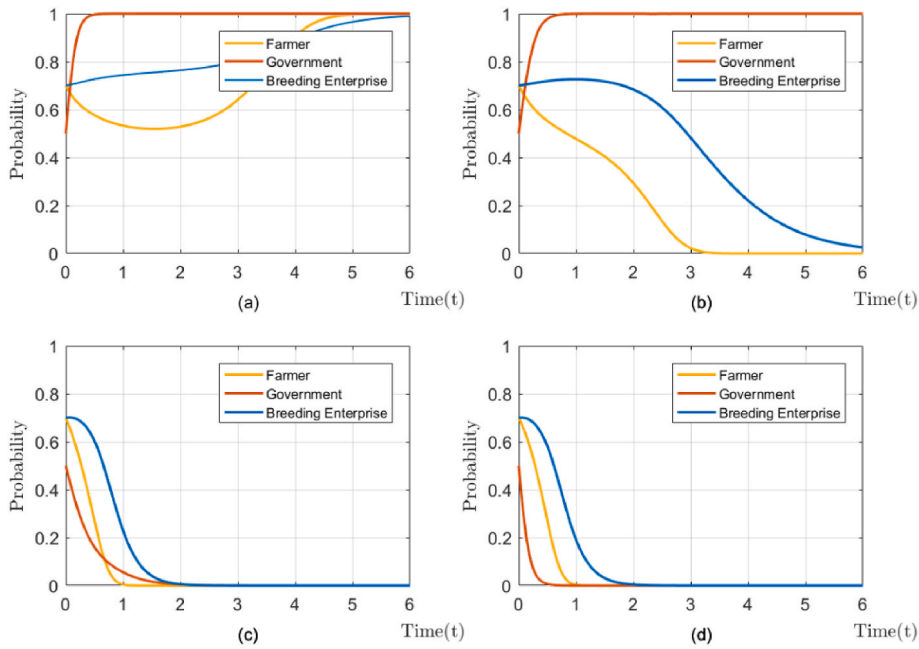 1
0.8
0.6
0.4
0.2
0
Probability
Farmer
Government
Breeding Enterprise
0 1 2 3 4 5 6
(a)
Time(t)
1
0.8
0.6
0.4
0.2
0
Probability
Farmer
Government
Breeding Enterprise
0 1 2 3 4 5 6
(b)
Time(t)
1
0.8
0.6
0.4
0.2
0
Probability
Farmer
Government
Breeding Enterprise
0 1 2 3 4 5 6
(c)
Time(t)
1
0.8
0.6
0.4
0.2
0
Probability
Farmer
Government
Breeding Enterprise
0 1 2 3 4 5 6
(d)
Time(t)